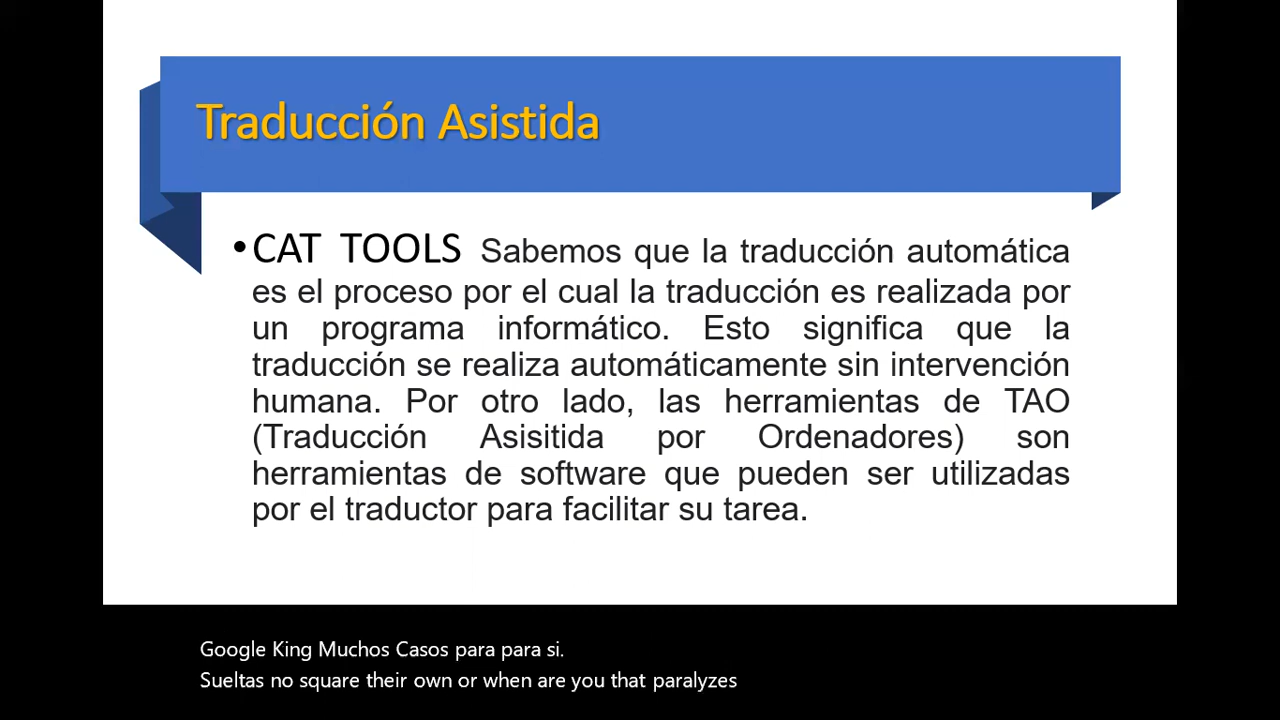 Traducción Asistida
•CAT TOOLS Sabemos que la traducción automática
es el proceso por el cual la traducción es realizada por
un programa informático. Esto significa que la
traducción se realiza automáticamente sin intervención
humana. Por otro lado, las herramientas de TAO
(Traducción Asisitida por Ordenadores) son
herramientas de software que pueden ser utilizadas
por el traductor para facilitar su tarea.
Google King Muchos Casos para para si.
Sueltas no square their own or when are you that paralyzes